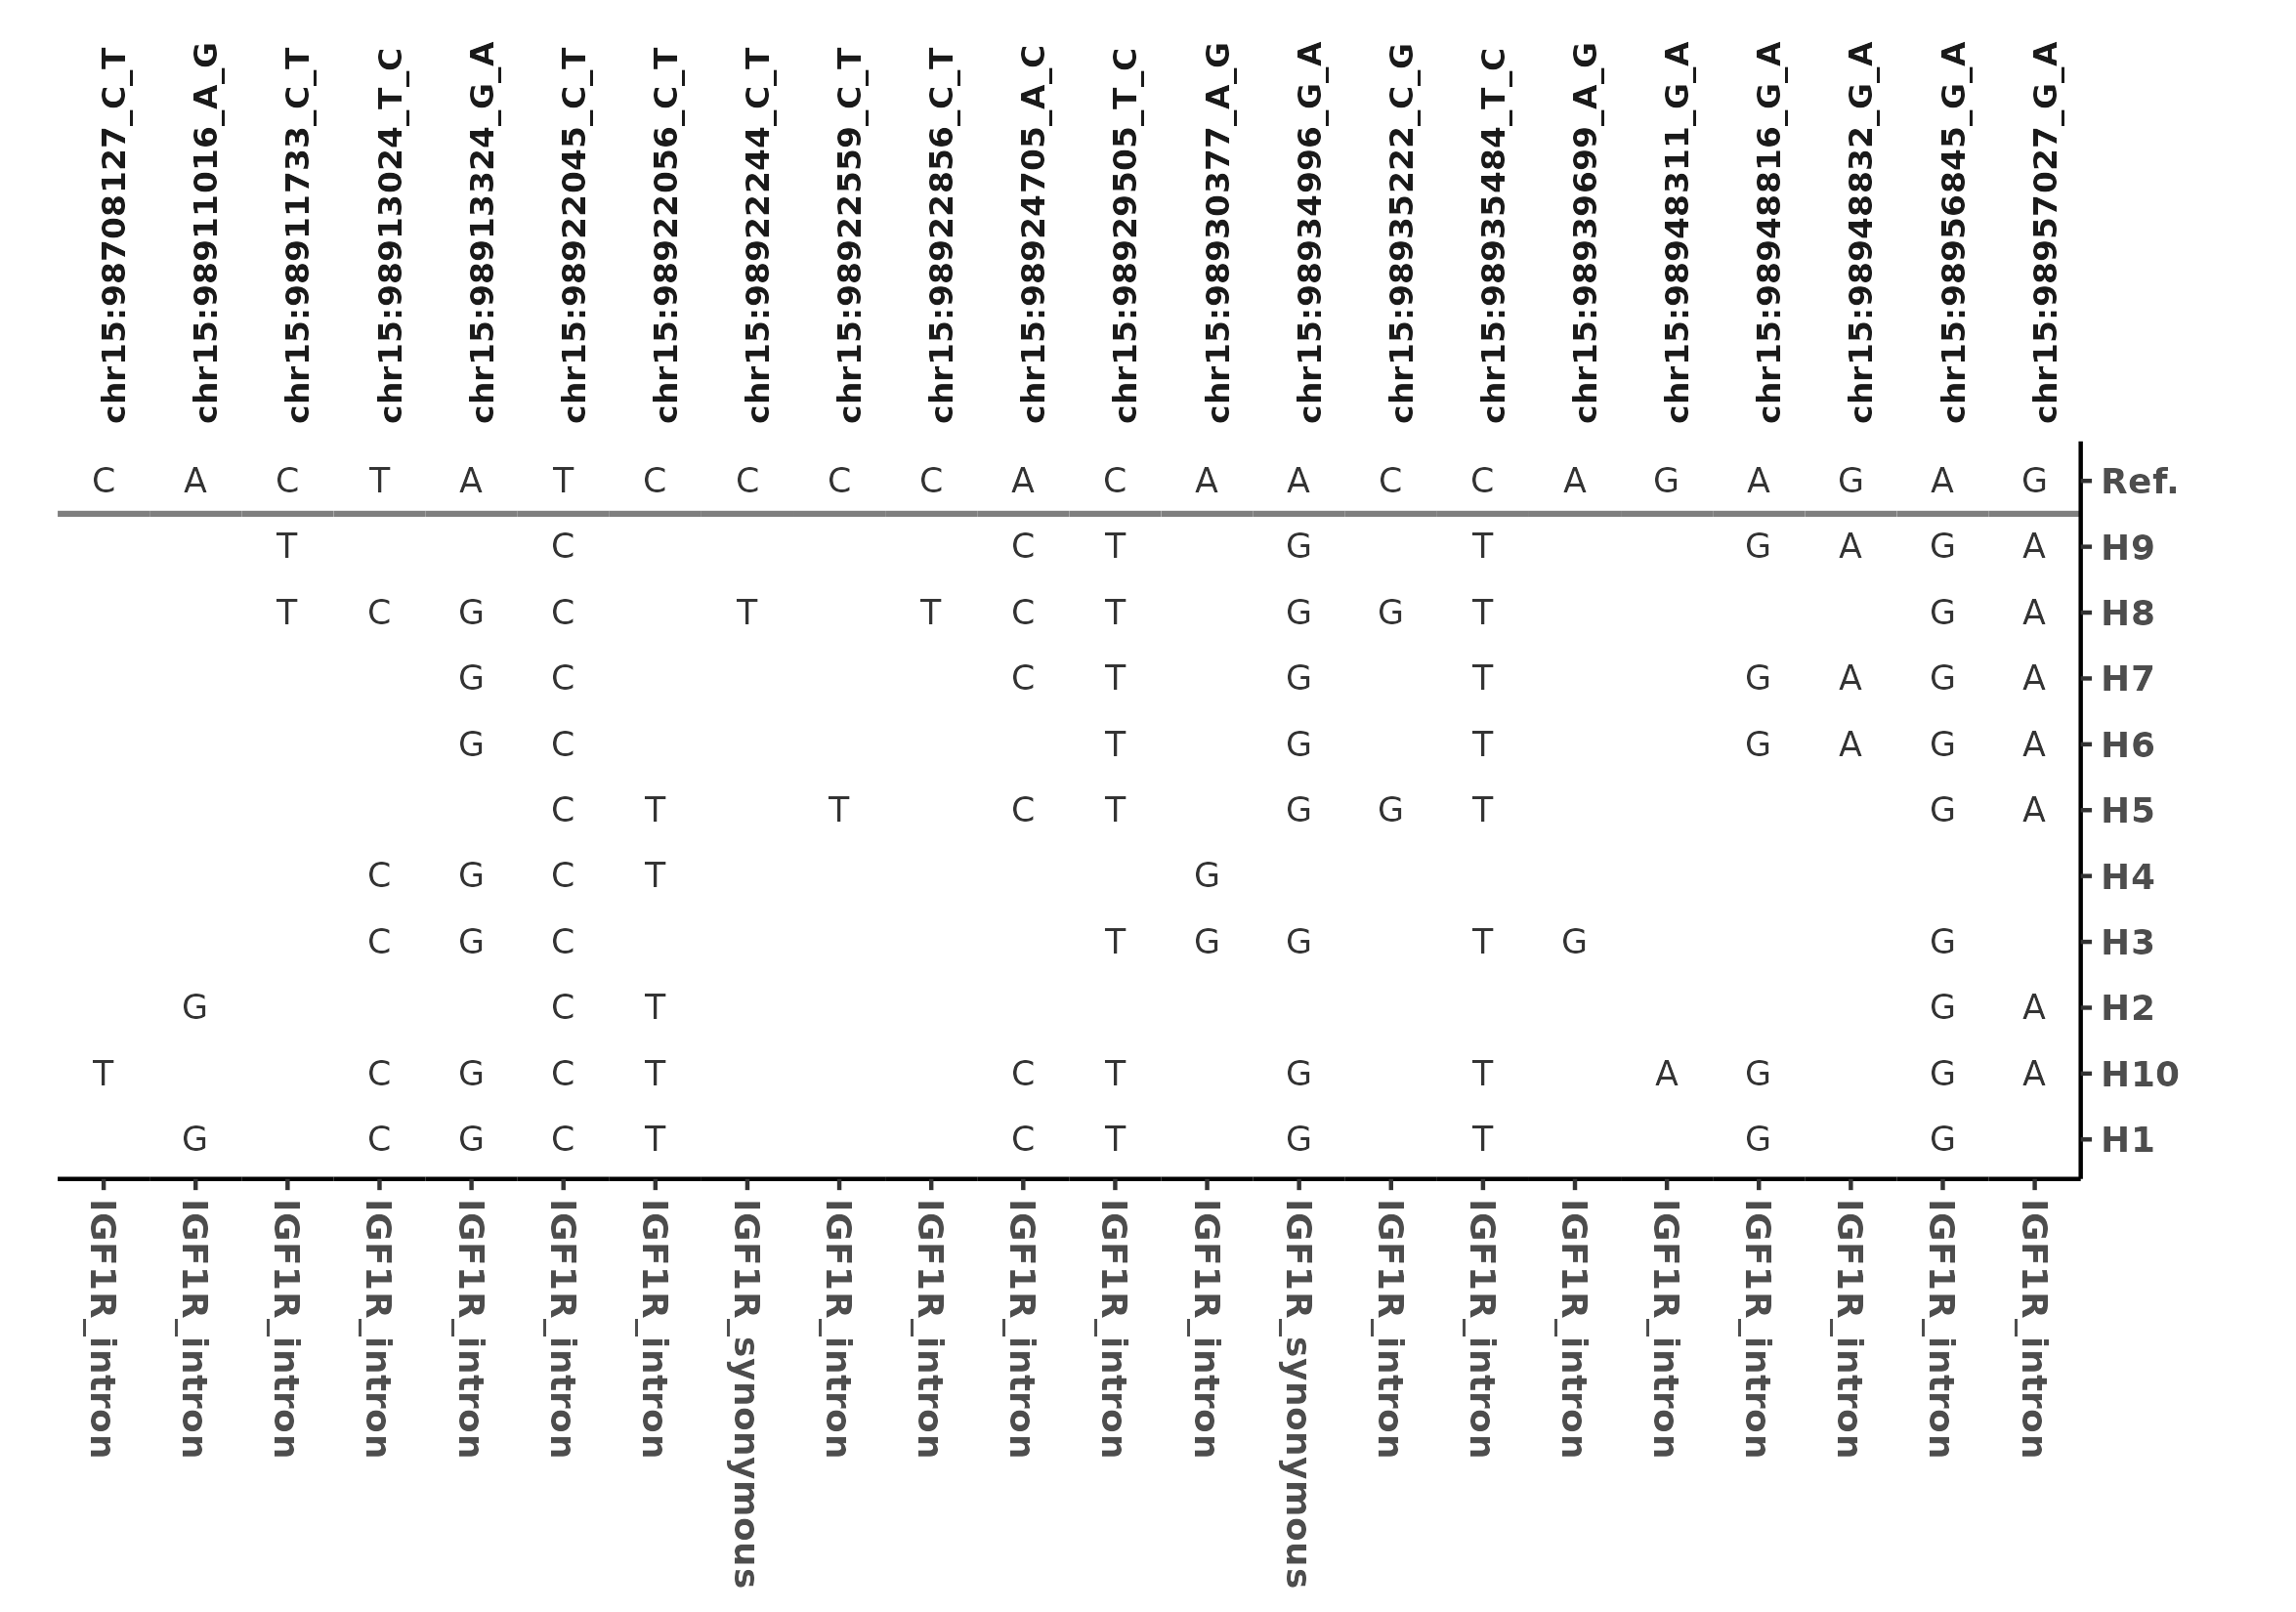 chr15:98708127_C_T
chr15:98911016_A_G
chr15:98911733_C_T
chr15:98913024_T_C
chr15:98913324_G_A
chr15:98922045_C_T
chr15:98922056_C_T
chr15:98922244_C_T
chr15:98922559_C_T
chr15:98922856_C_T
chr15:98924705_A_C
chr15:98929505_T_C
chr15:98930377_A_G
chr15:98934996_G_A
chr15:98935222_C_G
chr15:98935484_T_C
chr15:98939699_A_G
chr15:98948311_G_A
chr15:98948816_G_A
chr15:98948832_G_A
chr15:98956845_G_A
chr15:98957027_G_A
C A C T A T C C C C A C A A C C A G A G A G Ref.
T C C T G T G A G A H9
T C G C T T C T G G T G A H8
G C C T G T G A G A H7
G C T G T G A G A H6
C T T C T G G T G A H5
C G C T G H4
C G C T G G T G G H3
G C T G A H2
T C G C T C T G T A G G A H10
G C G C T C T G T G G H1
IGF1R_intron
IGF1R_intron
IGF1R_intron
IGF1R_intron
IGF1R_intron
IGF1R_intron
IGF1R_intron
IGF1R_synonymous
IGF1R_intron
IGF1R_intron
IGF1R_intron
IGF1R_intron
IGF1R_intron
IGF1R_synonymous
IGF1R_intron
IGF1R_intron
IGF1R_intron
IGF1R_intron
IGF1R_intron
IGF1R_intron
IGF1R_intron
IGF1R_intron